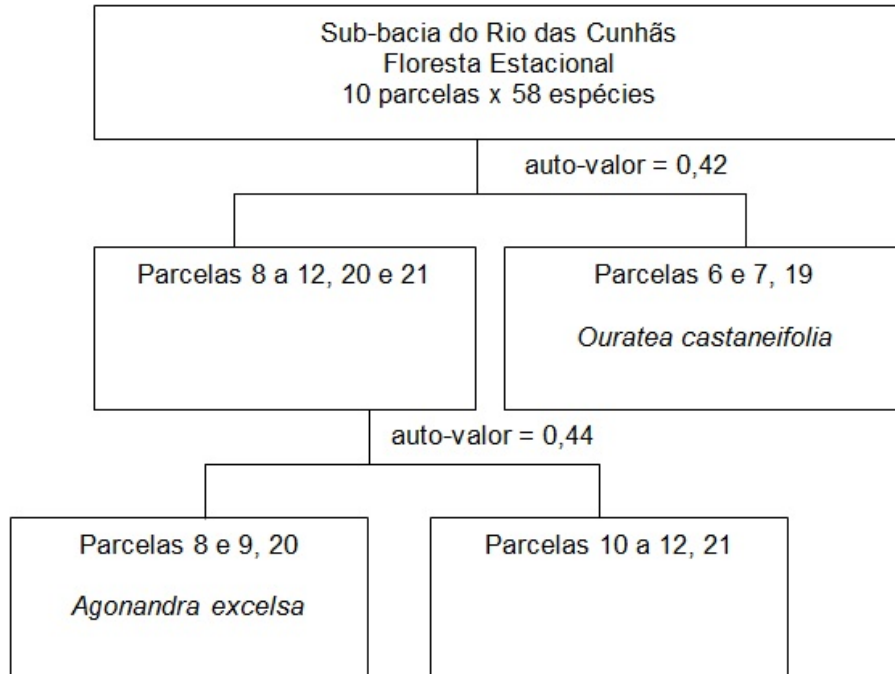 Sub-bacia do Rio das Cunhãs
Floresta Estacional
10 parcelas x 58 espécies
auto-valor = 0,42
Parcelas 8 a 12, 20 e 21
Parcelas 6 e 7, 19
Ouratea castaneifolia
auto-valor = 0,44
Parcelas 8 e 9, 20
Agonandra excelsa
Parcelas 10 a 12, 21